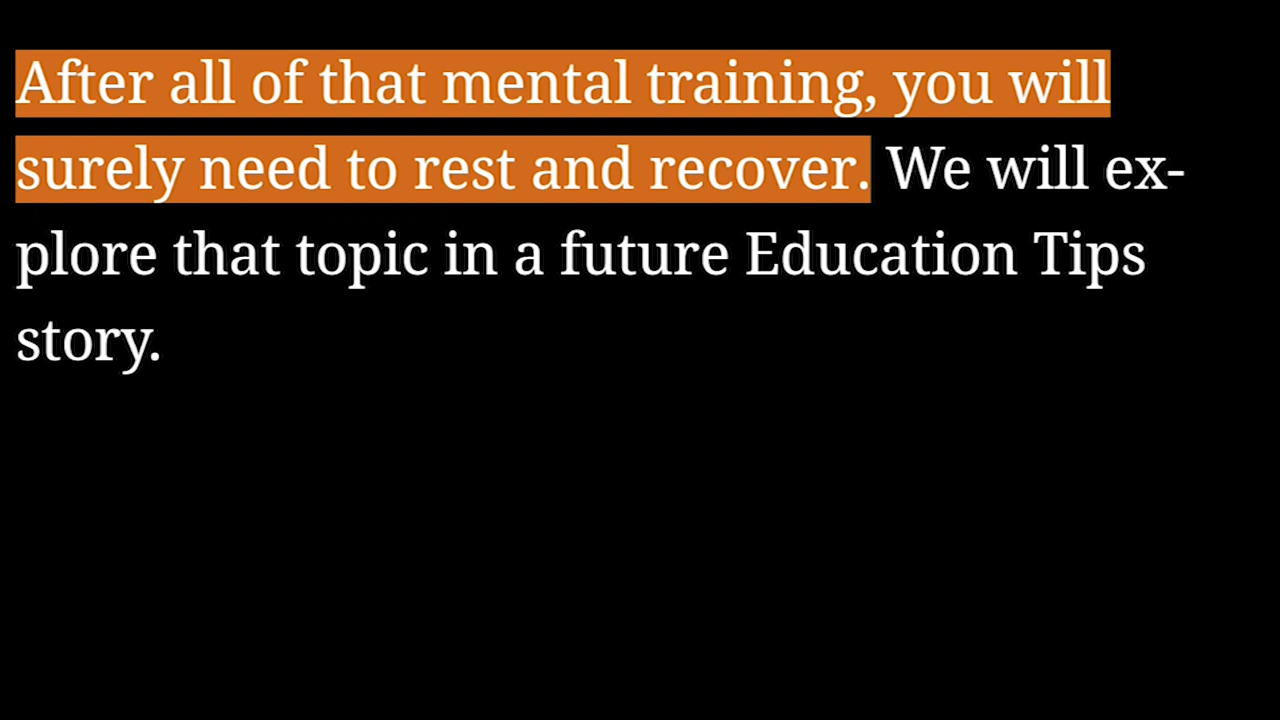 After all of that mental training, you will
surely need to rest and recover. We will ex-
plore that topic in a future Education Tips
story.